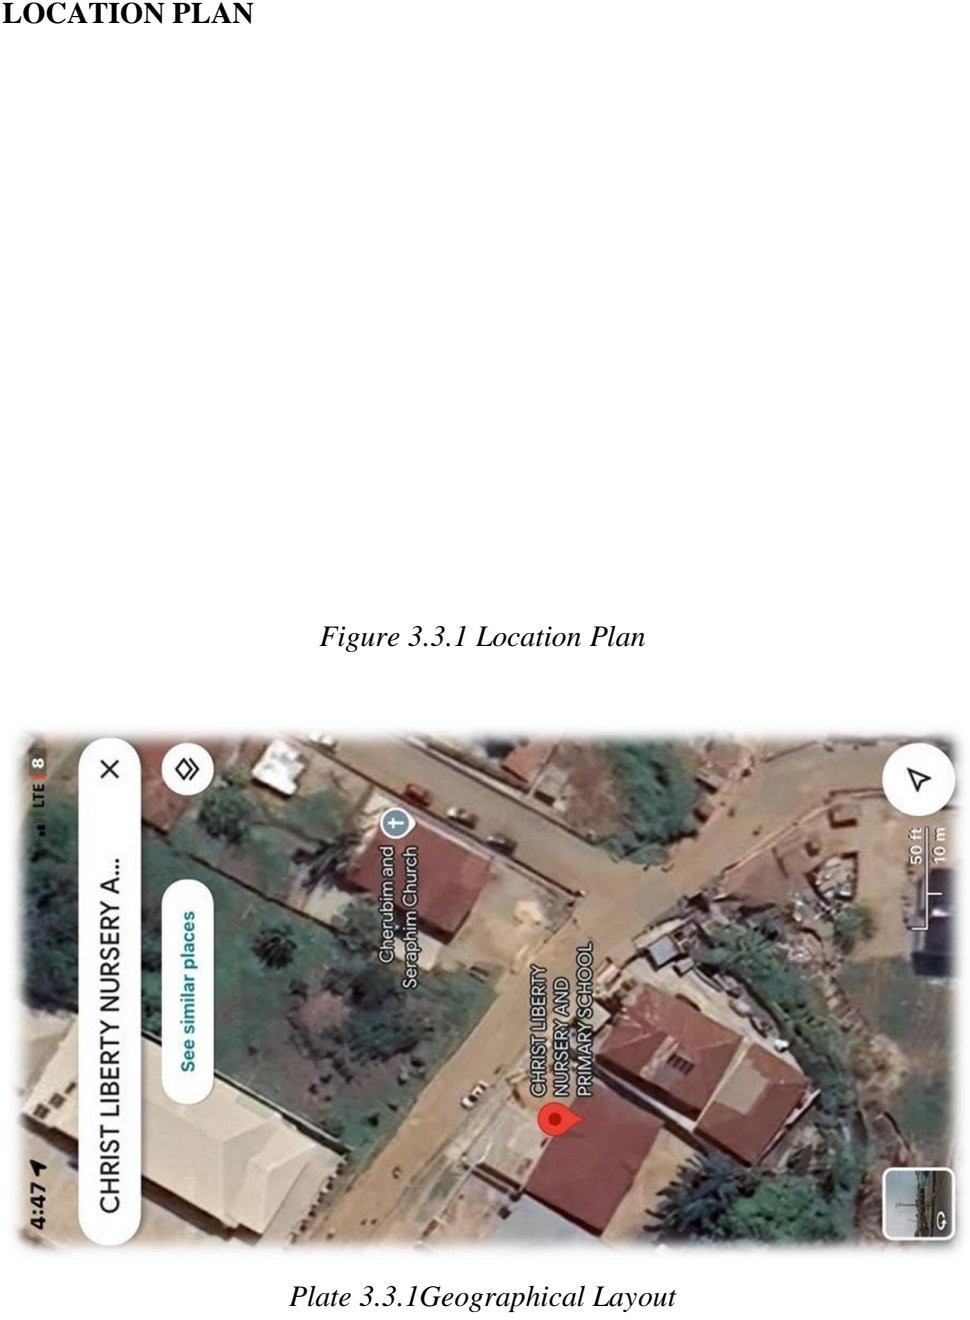 LOCATION PLAN
Figure 3.3.1 Location Plan
4:47
LTE
8
CHRIST LIBERTY NURSERY A...
See similar places
Cherubim and
Seraphim Church
CHRIST LIBERTY
NURSERY AND
PRIMARY SCHOOL
50 ft
10 m
Plate 3.3.1Geographical Layout